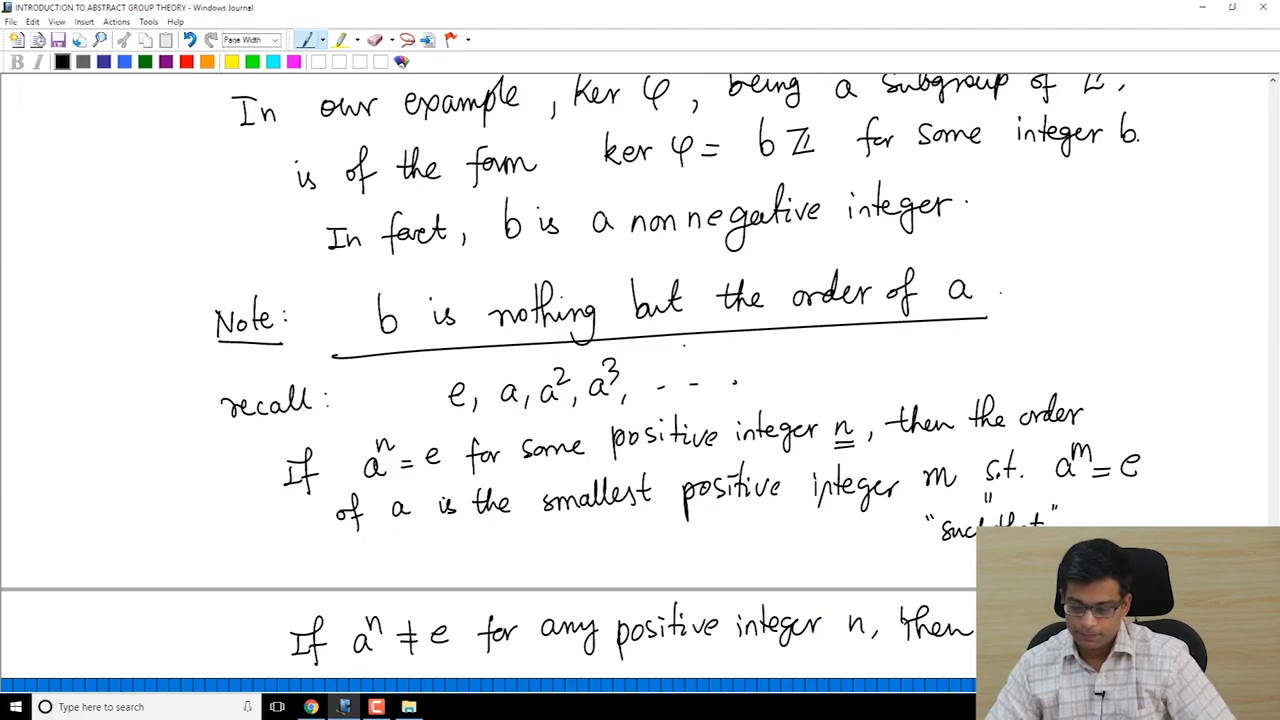 INTRODUCTION TO ABSTRACT GROUP THEORY - Windows Journal
File Edit View Insert Actions Tools Help
Page Width
B I
In our example, ker φ, being a subgroup of ℤ,
is of the form ker φ = bℤ for some integer b.
In fact, b is a nonnegative integer.
Note: b is nothing but the order of a.
recall: e, a, a², a³, - - - .
If aⁿ = e for some positive integer n, then the order
of a is the smallest positive integer m s.t. aᵐ = e
"such that"
If aⁿ ≠ e for any positive integer n, then
Type here to search